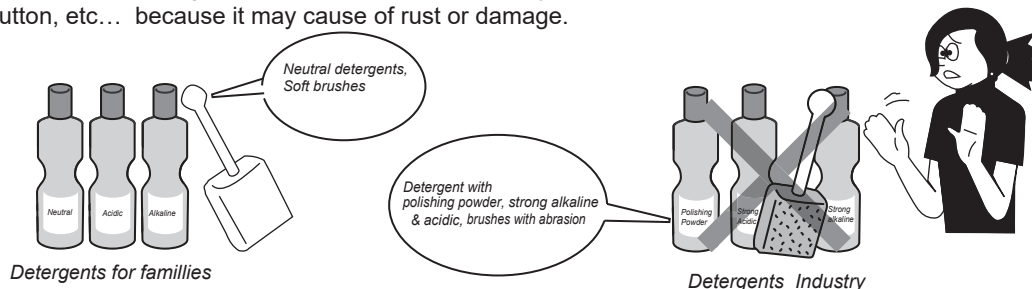 utton, etc… because it may cause of rust or damage.
Neutral detergents,
Soft brushes
Neutral
Acidic
Alkaline
Detergents for famillies
Detergent with
polishing powder, strong alkaline
& acidic, brushes with abrasion
Polishing
Powder
Strong
Acidic
Strong
alkaline
Detergents Industry